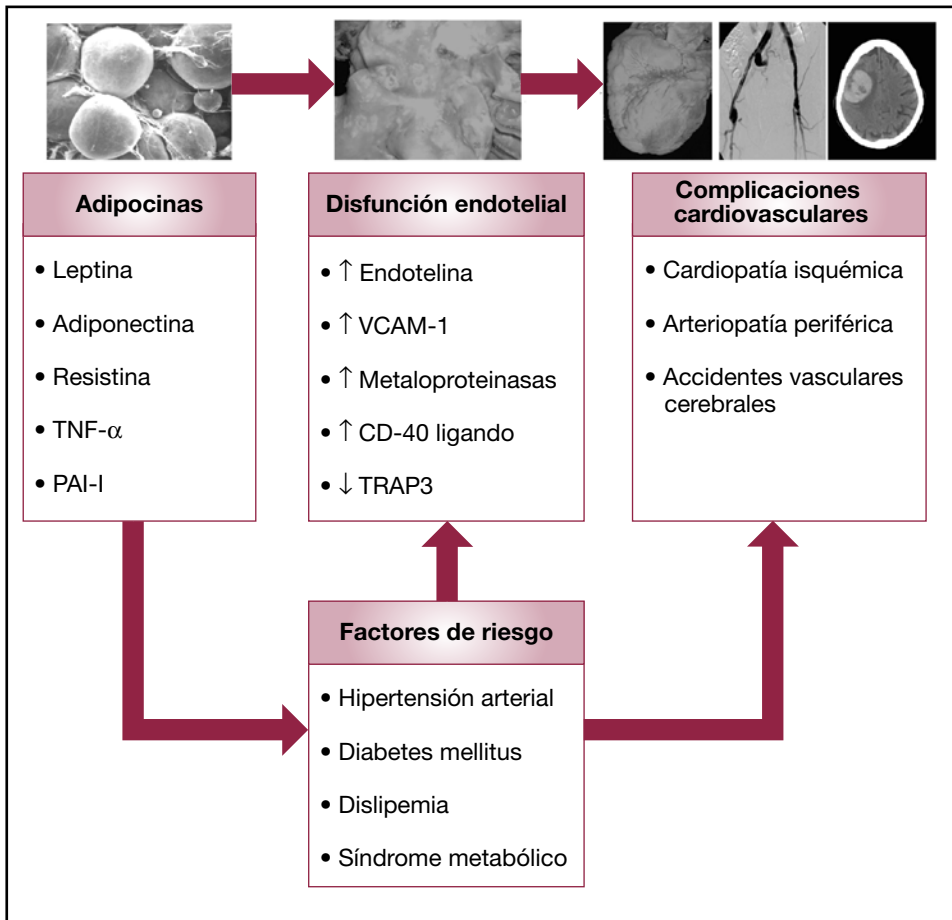 Adipocinas
• Leptina
• Adiponectina
• Resistina
• TNF-α
• PAI-I
Disfunción endotelial
• ↑ Endotelina
• ↑ VCAM-1
• ↑ Metaloproteinasas
• ↑ CD-40 ligando
• ↓ TRAP3
Complicaciones
cardiovasculares
• Cardiopatía isquémica
• Arteriopatía periférica
• Accidentes vasculares
cerebrales
Factores de riesgo
• Hipertensión arterial
• Diabetes mellitus
• Dislipemia
• Síndrome metabólico